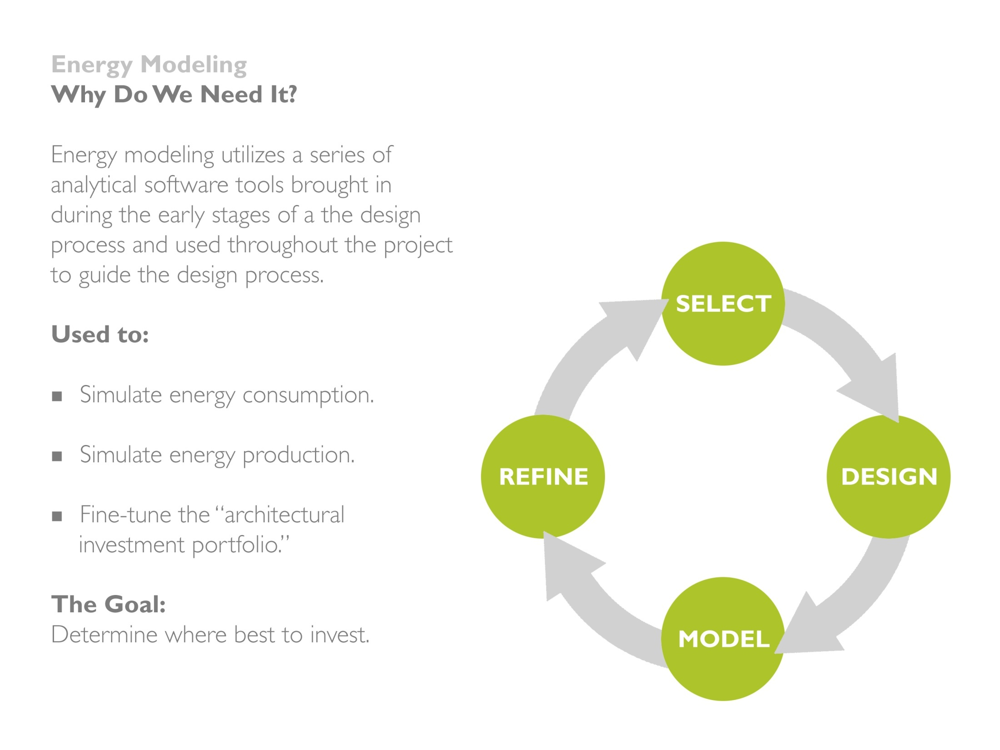 Energy Modeling
Why Do We Need It?
Energy modeling utilizes a series of
analytical software tools brought in
during the early stages of a the design
process and used throughout the project
to guide the design process.
Used to:
■ Simulate energy consumption.
■ Simulate energy production.
■ Fine-tune the “architectural
investment portfolio.”
The Goal:
Determine where best to invest.
SELECT
DESIGN
MODEL
REFINE